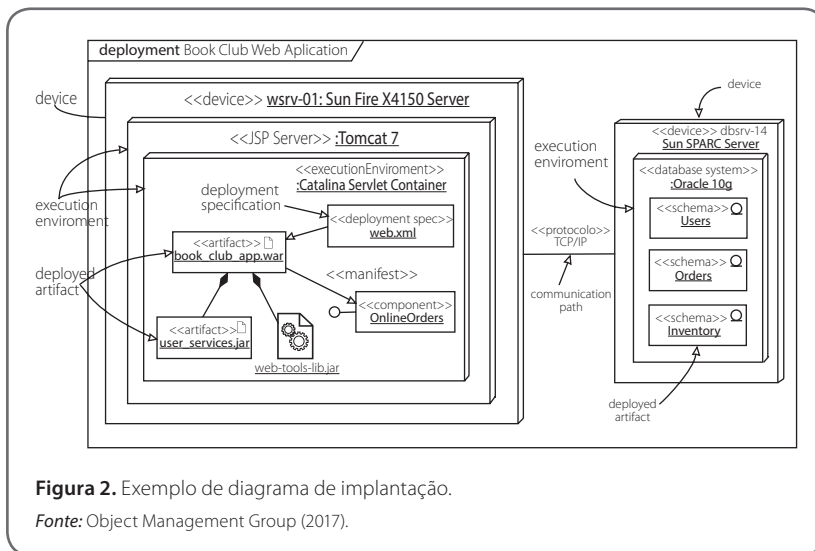 deployment Book Club Web Aplication
device
<<device>> wsrv-01: Sun Fire X4150 Server
<<JSP Server>> :Tomcat 7
<<executionEnviroment>>
:Catalina Servlet Container
deployment
specification
<<deployment spec>>
web.xml
execution
enviroment
<<artifact>>
book_club_app.war
deployed
artifact
<<manifest>>
<<component>>
OnlineOrders
<<artifact>>
user_services.jar
web-tools-lib.jar
<<protocolo>>
TCP/IP
communication
path
device
execution
enviroment
<<device>> dbsrv-14
Sun SPARC Server
<<database system>>
:Oracle 10g
<<schema>>
Users
<<schema>>
Orders
<<schema>>
Inventory
deployed
artifact
Figura 2. Exemplo de diagrama de implantação.
Fonte: Object Management Group (2017).